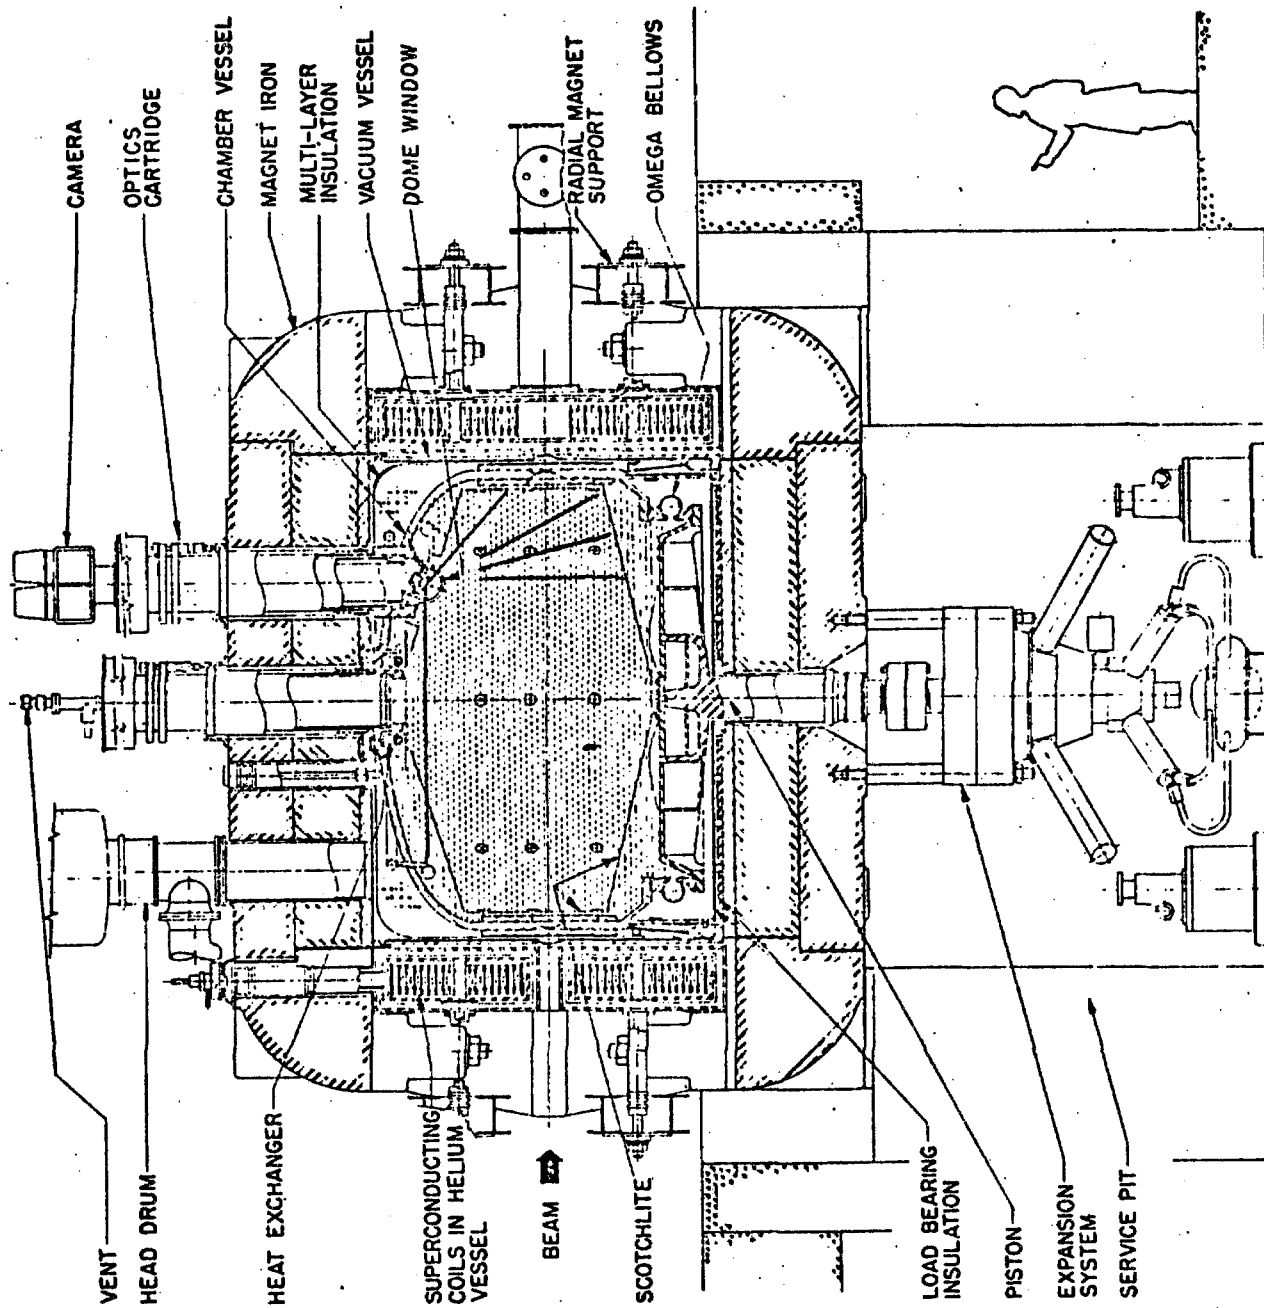 CAMERA
OPTICS
CARTRIDGE
CHAMBER VESSEL
MAGNET IRON
MULTI-LAYER
INSULATION
VACUUM VESSEL
DOME WINDOW
RADIAL MAGNET
SUPPORT
OMEGA BELLOWS
VENT
HEAD DRUM
HEAT EXCHANGER
SUPERCONDUCTING
COILS IN HELIUM
VESSEL
BEAM
SCOTCHLITE
LOAD BEARING
INSULATION
PISTON
EXPANSION
SYSTEM
SERVICE PIT